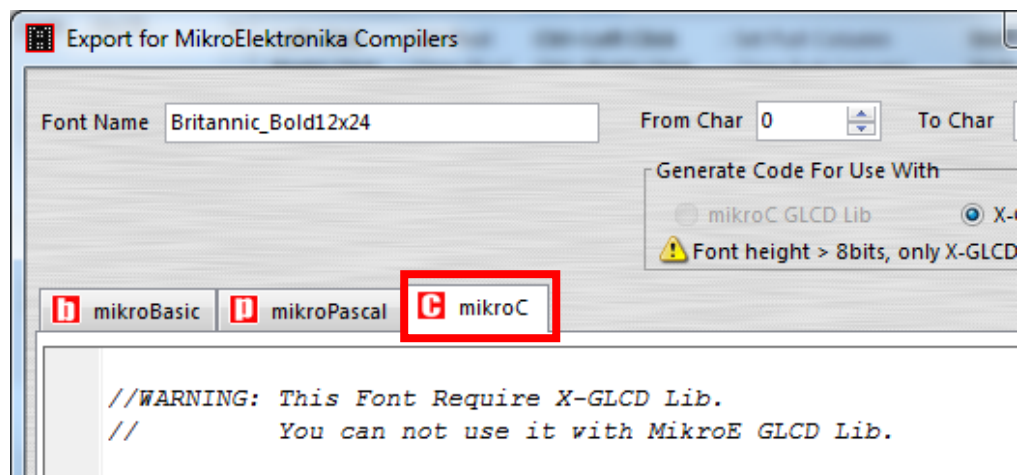 Export for MikroElektronika Compilers
Font Name Britannic_Bold12x24 From Char 0 To Char
Generate Code For Use With
mikroC GLCD Lib X-
Font height > 8bits, only X-GLCD
mikroBasic mikroPascal mikroC
//WARNING: This Font Require X-GLCD Lib.
// You can not use it with MikroE GLCD Lib.